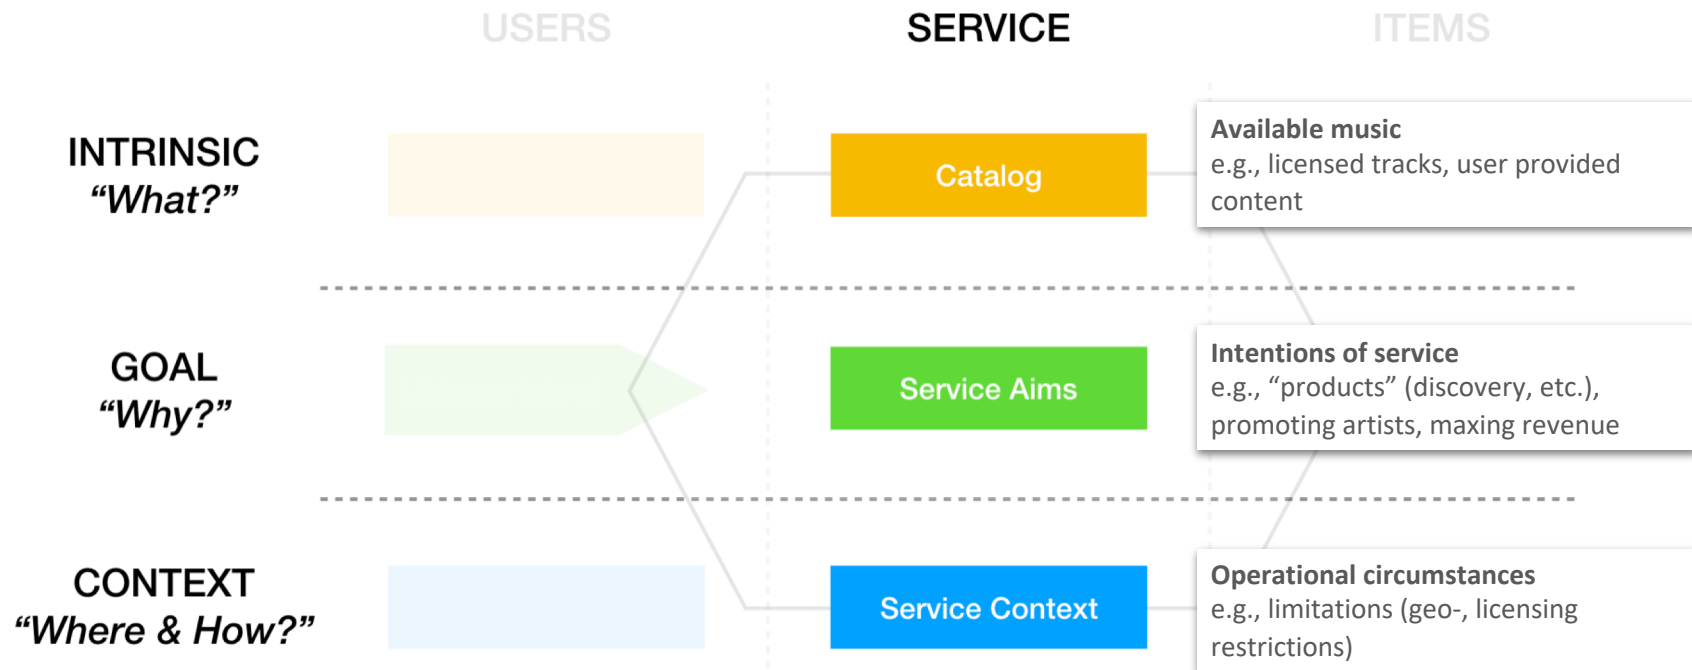 USERS
SERVICE
ITEMS
INTRINSIC
“What?”
Catalog
Available music
e.g., licensed tracks, user provided
content
GOAL
“Why?”
Service Aims
Intentions of service
e.g., “products” (discovery, etc.),
promoting artists, maxing revenue
CONTEXT
“Where & How?”
Service Context
Operational circumstances
e.g., limitations (geo-, licensing
restrictions)